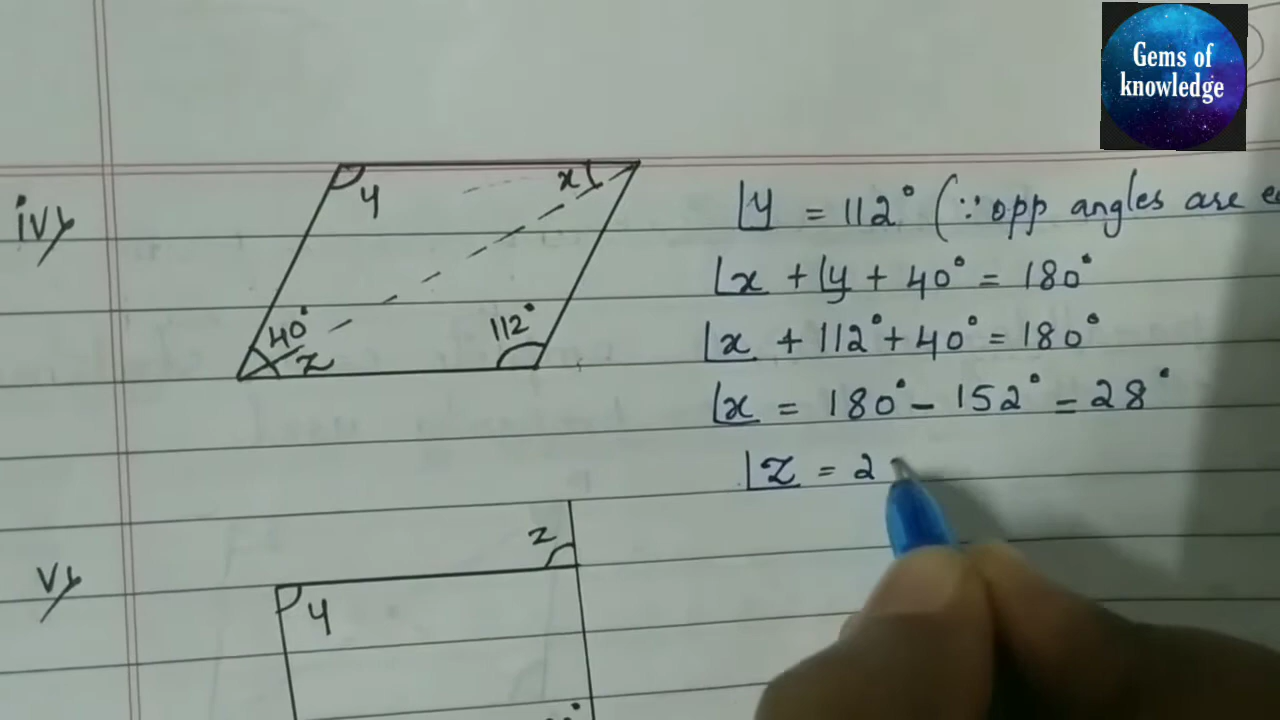 Gems of
knowledge
iv)
y
x
40°
z
112°
∠y = 112° (∵ opp angles are
∠x + ∠y + 40° = 180°
∠x + 112° + 40° = 180°
∠x = 180° - 152° = 28°
∠z = 2
v)
z
y